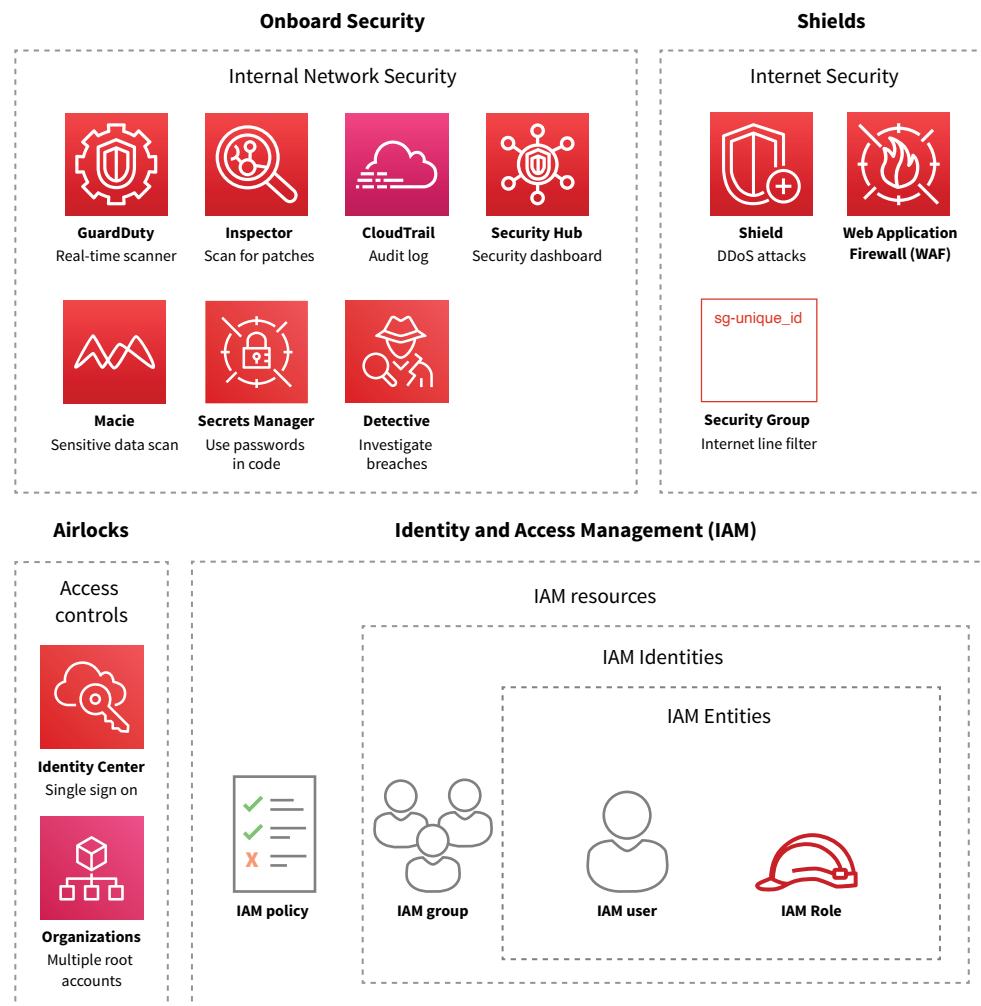 Onboard Security
Shields
Internal Network Security
Internet Security
GuardDuty
Real-time scanner
Inspector
Scan for patches
CloudTrail
Audit log
Security Hub
Security dashboard
Shield
DDoS attacks
Web Application
Firewall (WAF)
Macie
Sensitive data scan
Secrets Manager
Use passwords
in code
Detective
Investigate
breaches
sg-unique_id
Security Group
Internet line filter
Airlocks
Identity and Access Management (IAM)
Access
controls
Identity Center
Single sign on
Organizations
Multiple root
accounts
IAM resources
IAM Identities
IAM Entities
X
IAM policy
IAM group
IAM user
IAM Role